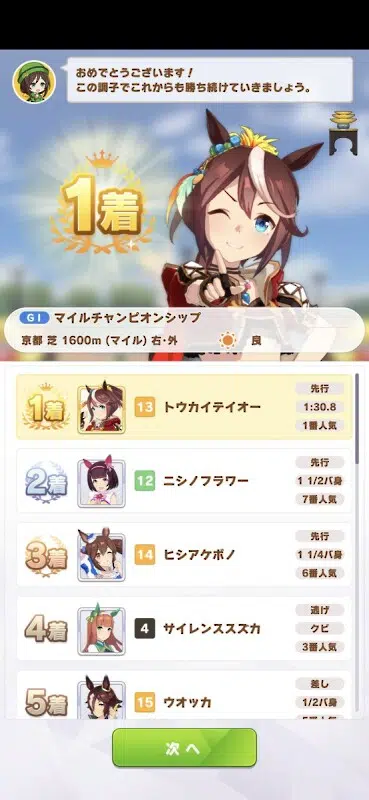 おめでとうございます！
この調子でこれからも勝ち続けていきましょう。
1着
GI マイルチャンピオンシップ
京都 芝 1600m (マイル) 右・外 良
先行
1着 13 トウカイテイオー 1:30.8
1番人気
先行
2着 12 ニシノフラワー 1 1/2バ身
7番人気
先行
3着 14 ヒシアケボノ 1 1/4バ身
6番人気
逃げ
4着 4 サイレンススズカ クビ
3番人気
差し
5着 15 ウオッカ 1/2バ身
次へ